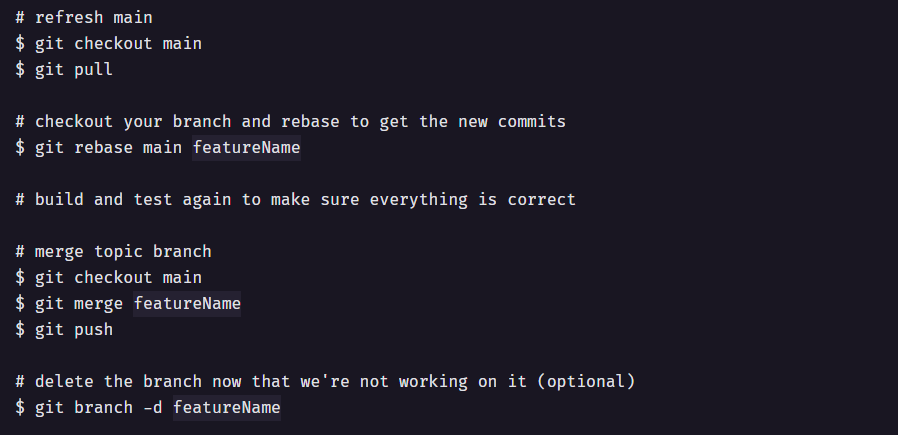 # refresh main
$ git checkout main
$ git pull
# checkout your branch and rebase to get the new commits
$ git rebase main featureName
# build and test again to make sure everything is correct
# merge topic branch
$ git checkout main
$ git merge featureName
$ git push
# delete the branch now that we're not working on it (optional)
$ git branch -d featureName